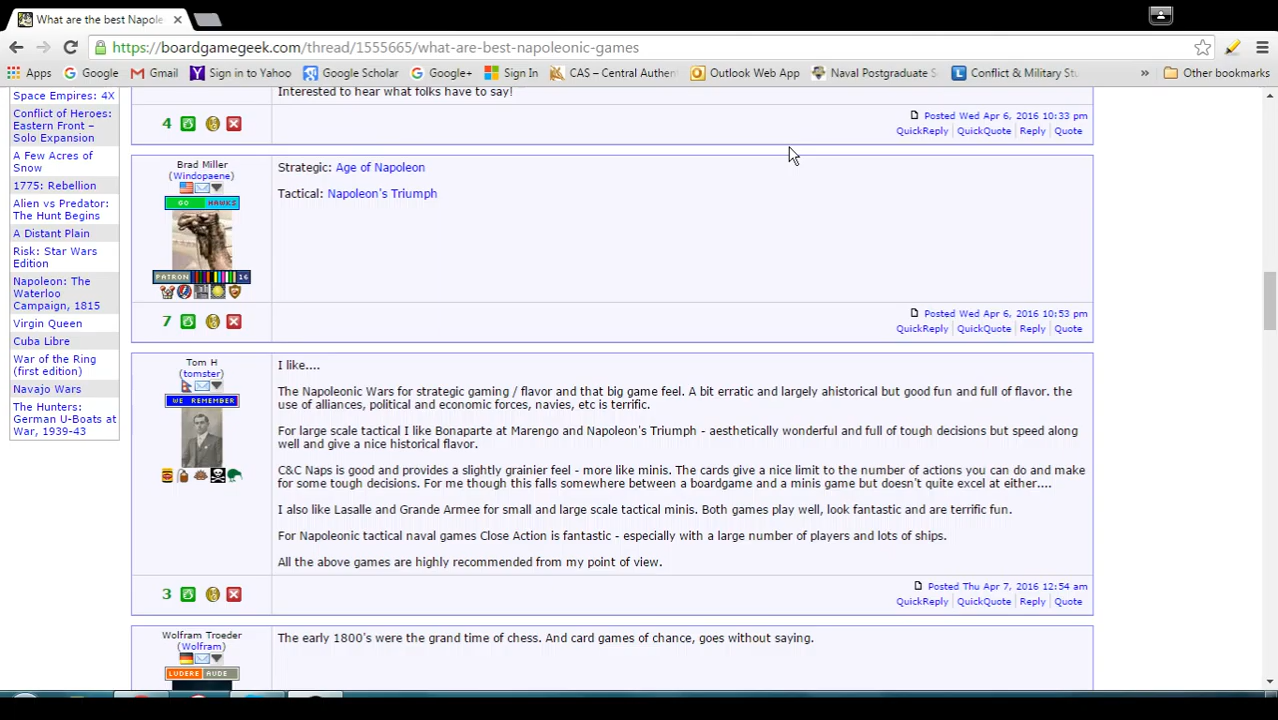 What are the best Napole
https://boardgamegeek.com/thread/1555665/what-are-best-napoleonic-games
Apps Google Gmail Sign in to Yahoo Google Scholar Google+ Sign In CAS – Central Authen Outlook Web App Naval Postgraduate S Conflict & Military Stu » Other bookmarks
Space Empires: 4X
Conflict of Heroes:
Eastern Front –
Solo Expansion
A Few Acres of
Snow
1775: Rebellion
Alien vs Predator:
The Hunt Begins
A Distant Plain
Risk: Star Wars
Edition
Napoleon: The
Waterloo
Campaign, 1815
Virgin Queen
Cuba Libre
War of the Ring
(first edition)
Navajo Wars
The Hunters:
German U-Boats at
War, 1939-43
Interested to hear what folks have to say!
4
Posted Wed Apr 6, 2016 10:33 pm
QuickReply QuickQuote Reply Quote
Brad Miller
(Windopaene)
GO HAWKS
PATRON 16
Strategic: Age of Napoleon
Tactical: Napoleon's Triumph
7
Posted Wed Apr 6, 2016 10:53 pm
QuickReply QuickQuote Reply Quote
Tom H
(tomster)
WE REMEMBER
I like....
The Napoleonic Wars for strategic gaming / flavor and that big game feel. A bit erratic and largely ahistorical but good fun and full of flavor. the
use of alliances, political and economic forces, navies, etc is terrific.
For large scale tactical I like Bonaparte at Marengo and Napoleon's Triumph - aesthetically wonderful and full of tough decisions but speed along
well and give a nice historical flavor.
C&C Naps is good and provides a slightly grainier feel - more like minis. The cards give a nice limit to the number of actions you can do and make
for some tough decisions. For me though this falls somewhere between a boardgame and a minis game but doesn't quite excel at either....
I also like Lasalle and Grande Armee for small and large scale tactical minis. Both games play well, look fantastic and are terrific fun.
For Napoleonic tactical naval games Close Action is fantastic - especially with a large number of players and lots of ships.
All the above games are highly recommended from my point of view.
3
Posted Thu Apr 7, 2016 12:54 am
QuickReply QuickQuote Reply Quote
Wolfram Troeder
(Wolfram)
LUDERE AUDE
The early 1800's were the grand time of chess. And card games of chance, goes without saying.